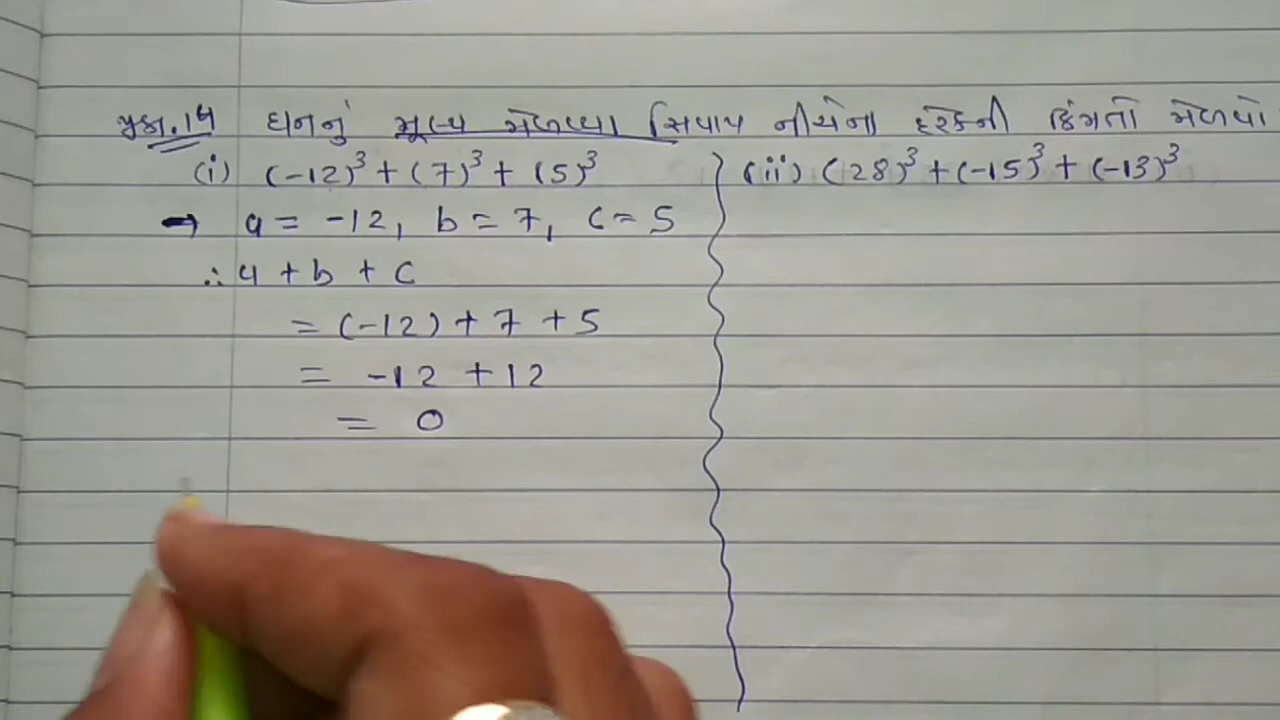 પ્રશ્ન.14 ઘનનું મૂલ્ય મેળવ્યા સિવાય નીચેના દરેકની કિંમતો મેળવો
(i) (-12)³ + (7)³ + (5)³
(ii) (28)³ + (-15)³ + (-13)³
→ a = -12, b = 7, c = 5
∴ a + b + c
= (-12) + 7 + 5
= -12 + 12
= 0